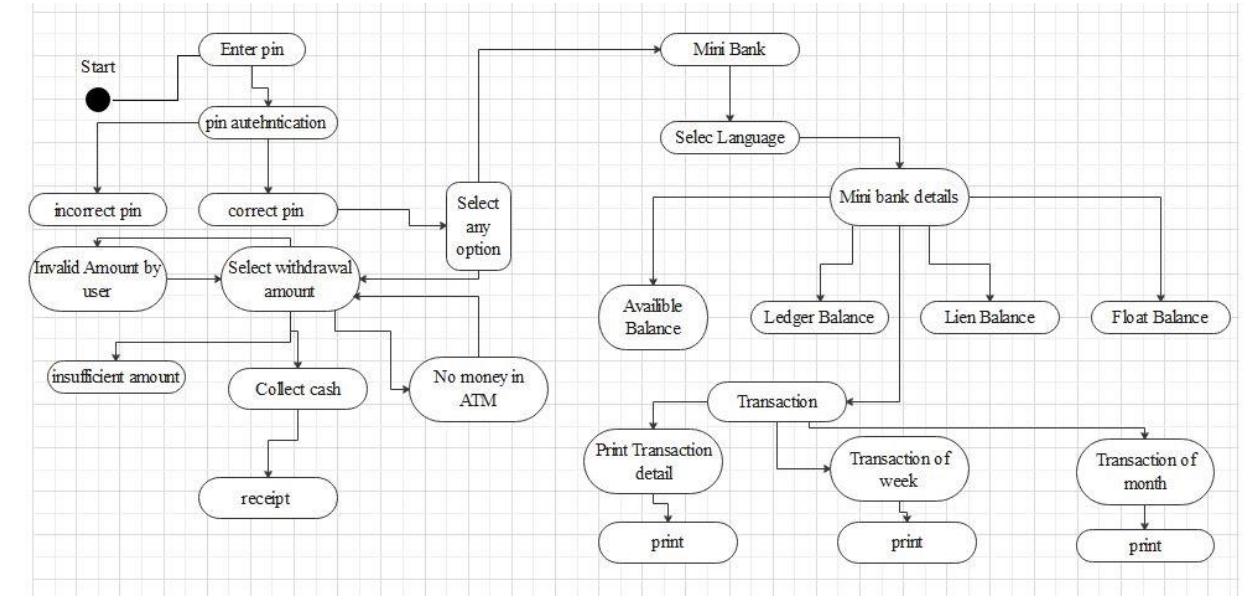 Start
Enter pin
pin autehntication
incorrect pin
correct pin
Select
any
option
Invalid Amount by
user
Select withdrawal
amount
insufficient amount
Collect cash
No money in
ATM
receipt
Mini Bank
Selec Language
Mini bank details
Availible
Balance
Ledger Balance
Lien Balance
Float Balance
Transaction
Print Transaction
detail
Transaction of
week
Transaction of
month
print
print
print